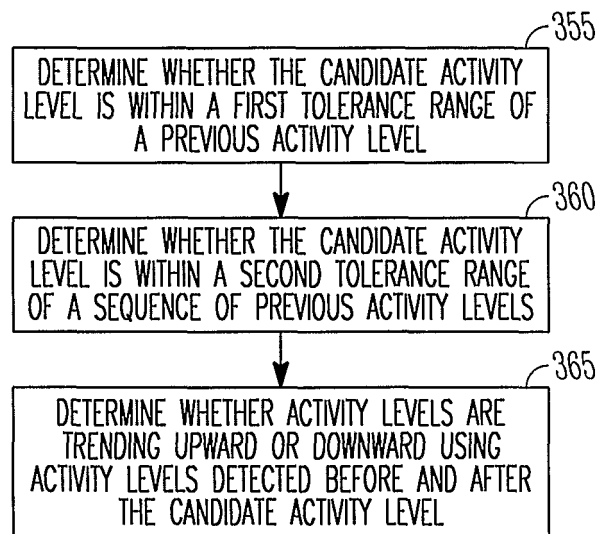 355
DETERMINE WHETHER THE CANDIDATE ACTIVITY
LEVEL IS WITHIN A FIRST TOLERANCE RANGE OF
A PREVIOUS ACTIVITY LEVEL
360
DETERMINE WHETHER THE CANDIDATE ACTIVITY
LEVEL IS WITHIN A SECOND TOLERANCE RANGE
OF A SEQUENCE OF PREVIOUS ACTIVITY LEVELS
365
DETERMINE WHETHER ACTIVITY LEVELS ARE
TRENDING UPWARD OR DOWNWARD USING
ACTIVITY LEVELS DETECTED BEFORE AND AFTER
THE CANDIDATE ACTIVITY LEVEL